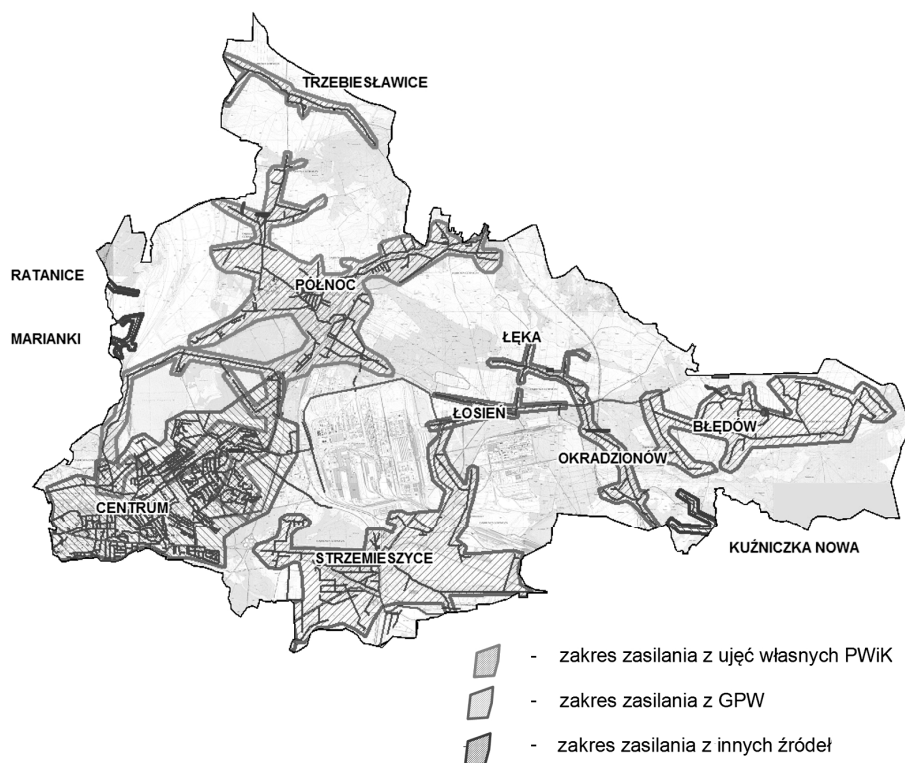 TRZEBIESŁAWICE
RATANICE
PÓŁNOC
MARIANKI
ŁĘKA
ŁOSIEŃ
BŁĘDÓW
OKRADZIONÓW
CENTRUM
STRZEMIESZYCE
KUŹNICZKA NOWA
- zakres zasilania z ujęć własnych PWiK
- zakres zasilania z GPW
- zakres zasilania z innych źródeł